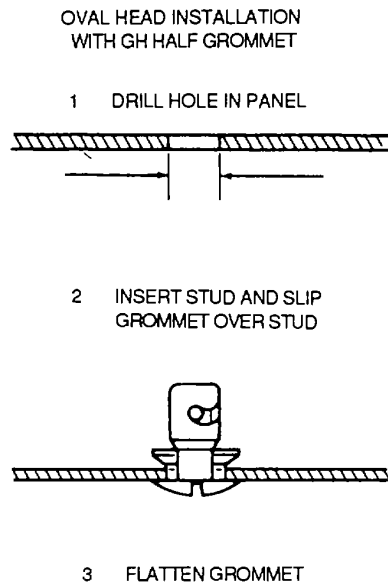 OVAL HEAD INSTALLATION
WITH GH HALF GROMMET
1 DRILL HOLE IN PANEL
2 INSERT STUD AND SLIP
GROMMET OVER STUD
3 FLATTEN GROMMET